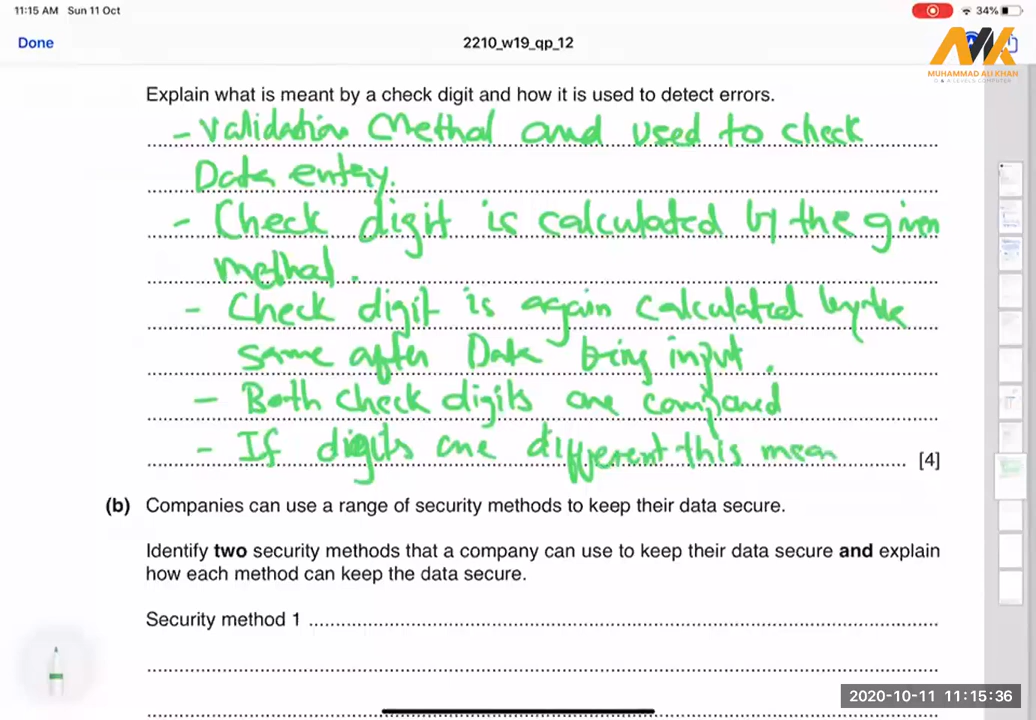 11:15 AM Sun 11 Oct
34%
Done
2210_w19_qp_12
MUHAMMAD ALI KHAN
O & A LEVELS COMPUTER
Explain what is meant by a check digit and how it is used to detect errors.
- Validation Methal and used to check
Data entry.
- Check digit is calculated by the given
methal.
- Check digit is again calculated by the
same after Data being input.
- Both check digits are compared
- If digits are different this mean
[4]
(b) Companies can use a range of security methods to keep their data secure.
Identify two security methods that a company can use to keep their data secure and explain
how each method can keep the data secure.
Security method 1
2020-10-11 11:15:36